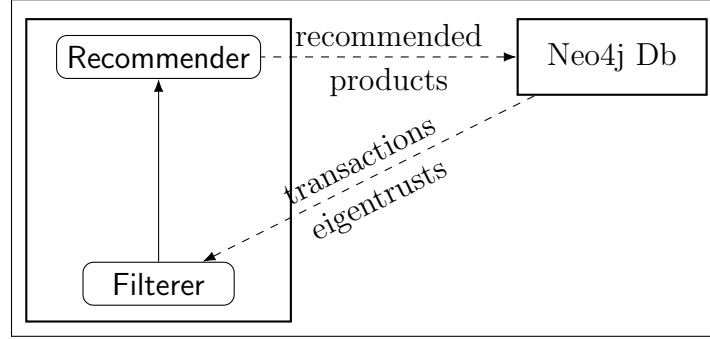 Recommender
recommended
products
Neo4j Db
transactions
eigentrusts
Filterer